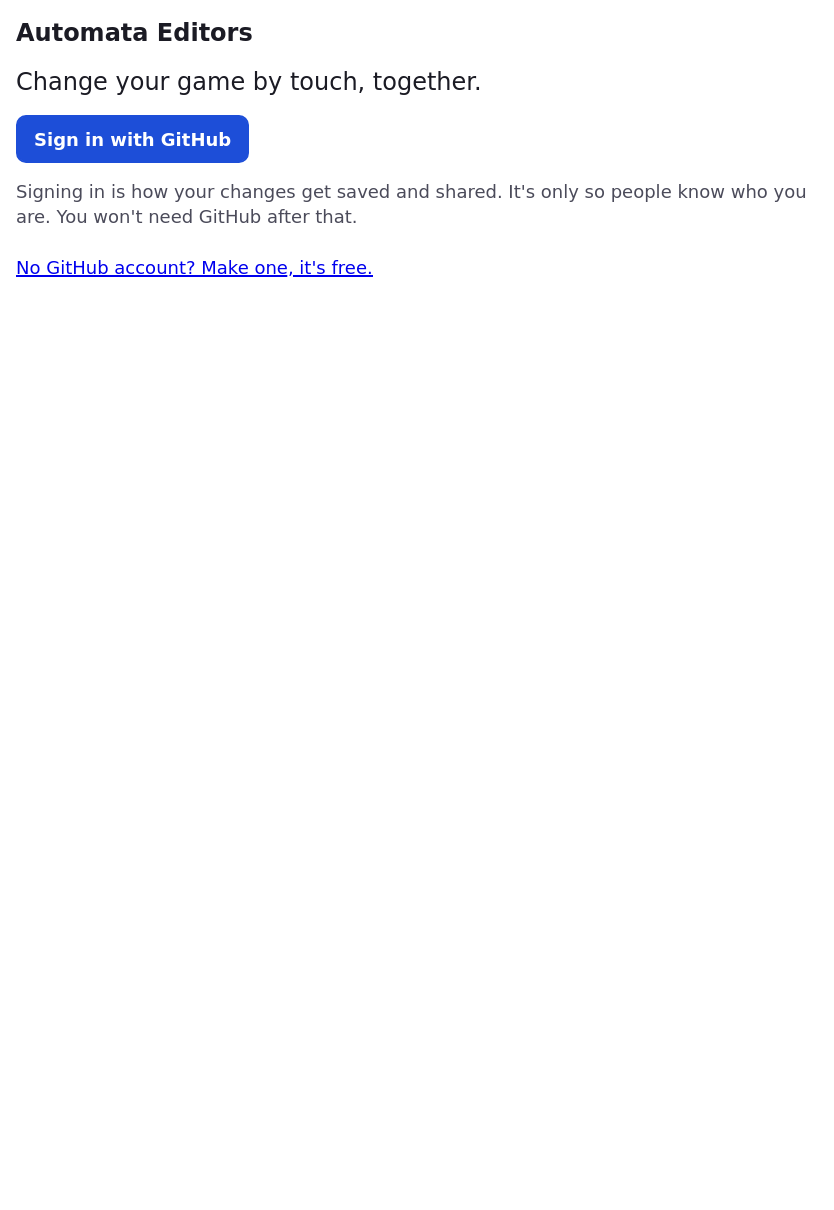 Automata Editors
Change your game by touch, together.
Sign in with GitHub
Signing in is how your changes get saved and shared. It's only so people know who you
are. You won't need GitHub after that.
No GitHub account? Make one, it's free.